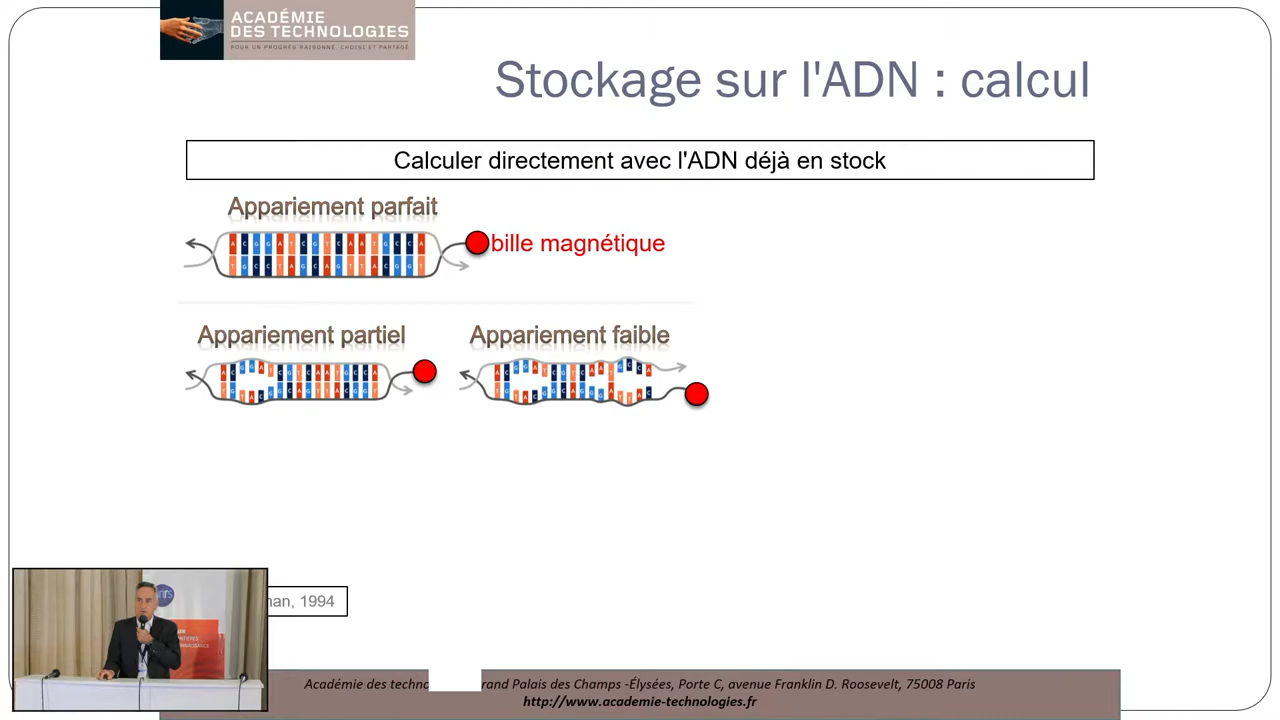 ACADÉMIE
DES TECHNOLOGIES
POUR UN PROGRÈS RAISONNÉ, CHOISI ET PARTAGÉ
Stockage sur l'ADN : calcul
Calculer directement avec l'ADN déjà en stock
Appariement parfait
A C G G A T C G T C A A T G C C A
T G C C T A G C A G T T A C G G T
bille magnétique
Appariement partiel
Appariement faible
A C G G A T C G T C A A T G C C A
A C G G A T C G T C A A T G C C A
man, 1994
Académie des techno rand Palais des Champs -Élysées, Porte C, avenue Franklin D. Roosevelt, 75008 Paris
http://www.academie-technologies.fr